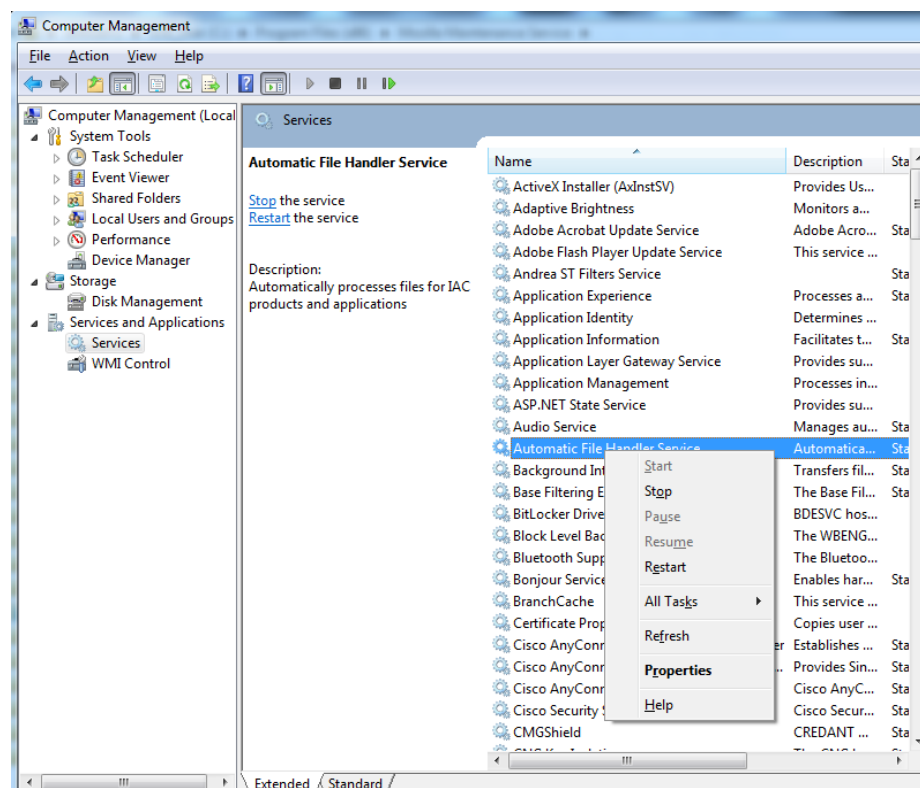 Computer Management
File Action View Help
Computer Management (Local
System Tools
Task Scheduler
Event Viewer
Shared Folders
Local Users and Groups
Performance
Device Manager
Storage
Disk Management
Services and Applications
Services
WMI Control
Services
Automatic File Handler Service
Stop the service
Restart the service
Description:
Automatically processes files for IAC
products and applications
Name Description Sta
ActiveX Installer (AxInstSV) Provides Us...
Adaptive Brightness Monitors a...
Adobe Acrobat Update Service Adobe Acro... Sta
Adobe Flash Player Update Service This service ...
Andrea ST Filters Service Sta
Application Experience Processes a... Sta
Application Identity Determines ...
Application Information Facilitates t... Sta
Application Layer Gateway Service Provides su...
Application Management Processes in...
ASP.NET State Service Provides su...
Audio Service Manages au... Sta
Automatic File Handler Service Automatica... Sta
Background Int Transfers fil... Sta
Base Filtering E The Base Fil... Sta
BitLocker Drive BDESVC hos...
Block Level Bac The WBENG...
Bluetooth Supp The Bluetoo...
Bonjour Service Enables har... Sta
BranchCache This service ...
Certificate Prop Copies user ...
Cisco AnyConr er Establishes ... Sta
Cisco AnyConr .. Provides Sin... Sta
Cisco AnyConr Cisco AnyC... Sta
Cisco Security S Cisco Secur... Sta
CMGShield CREDANT ... Sta
Start
Stop
Pause
Resume
Restart
All Tasks
Refresh
Properties
Help
Extended Standard